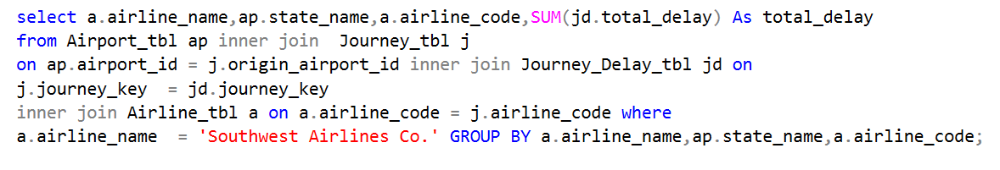 select a.airline_name,ap.state_name,a.airline_code,SUM(jd.total_delay) As total_delay
from Airport_tbl ap inner join  Journey_tbl j
on ap.airport_id = j.origin_airport_id inner join Journey_Delay_tbl jd on
j.journey_key  = jd.journey_key
inner join Airline_tbl a on a.airline_code = j.airline_code where
a.airline_name  = 'Southwest Airlines Co.' GROUP BY a.airline_name,ap.state_name,a.airline_code;